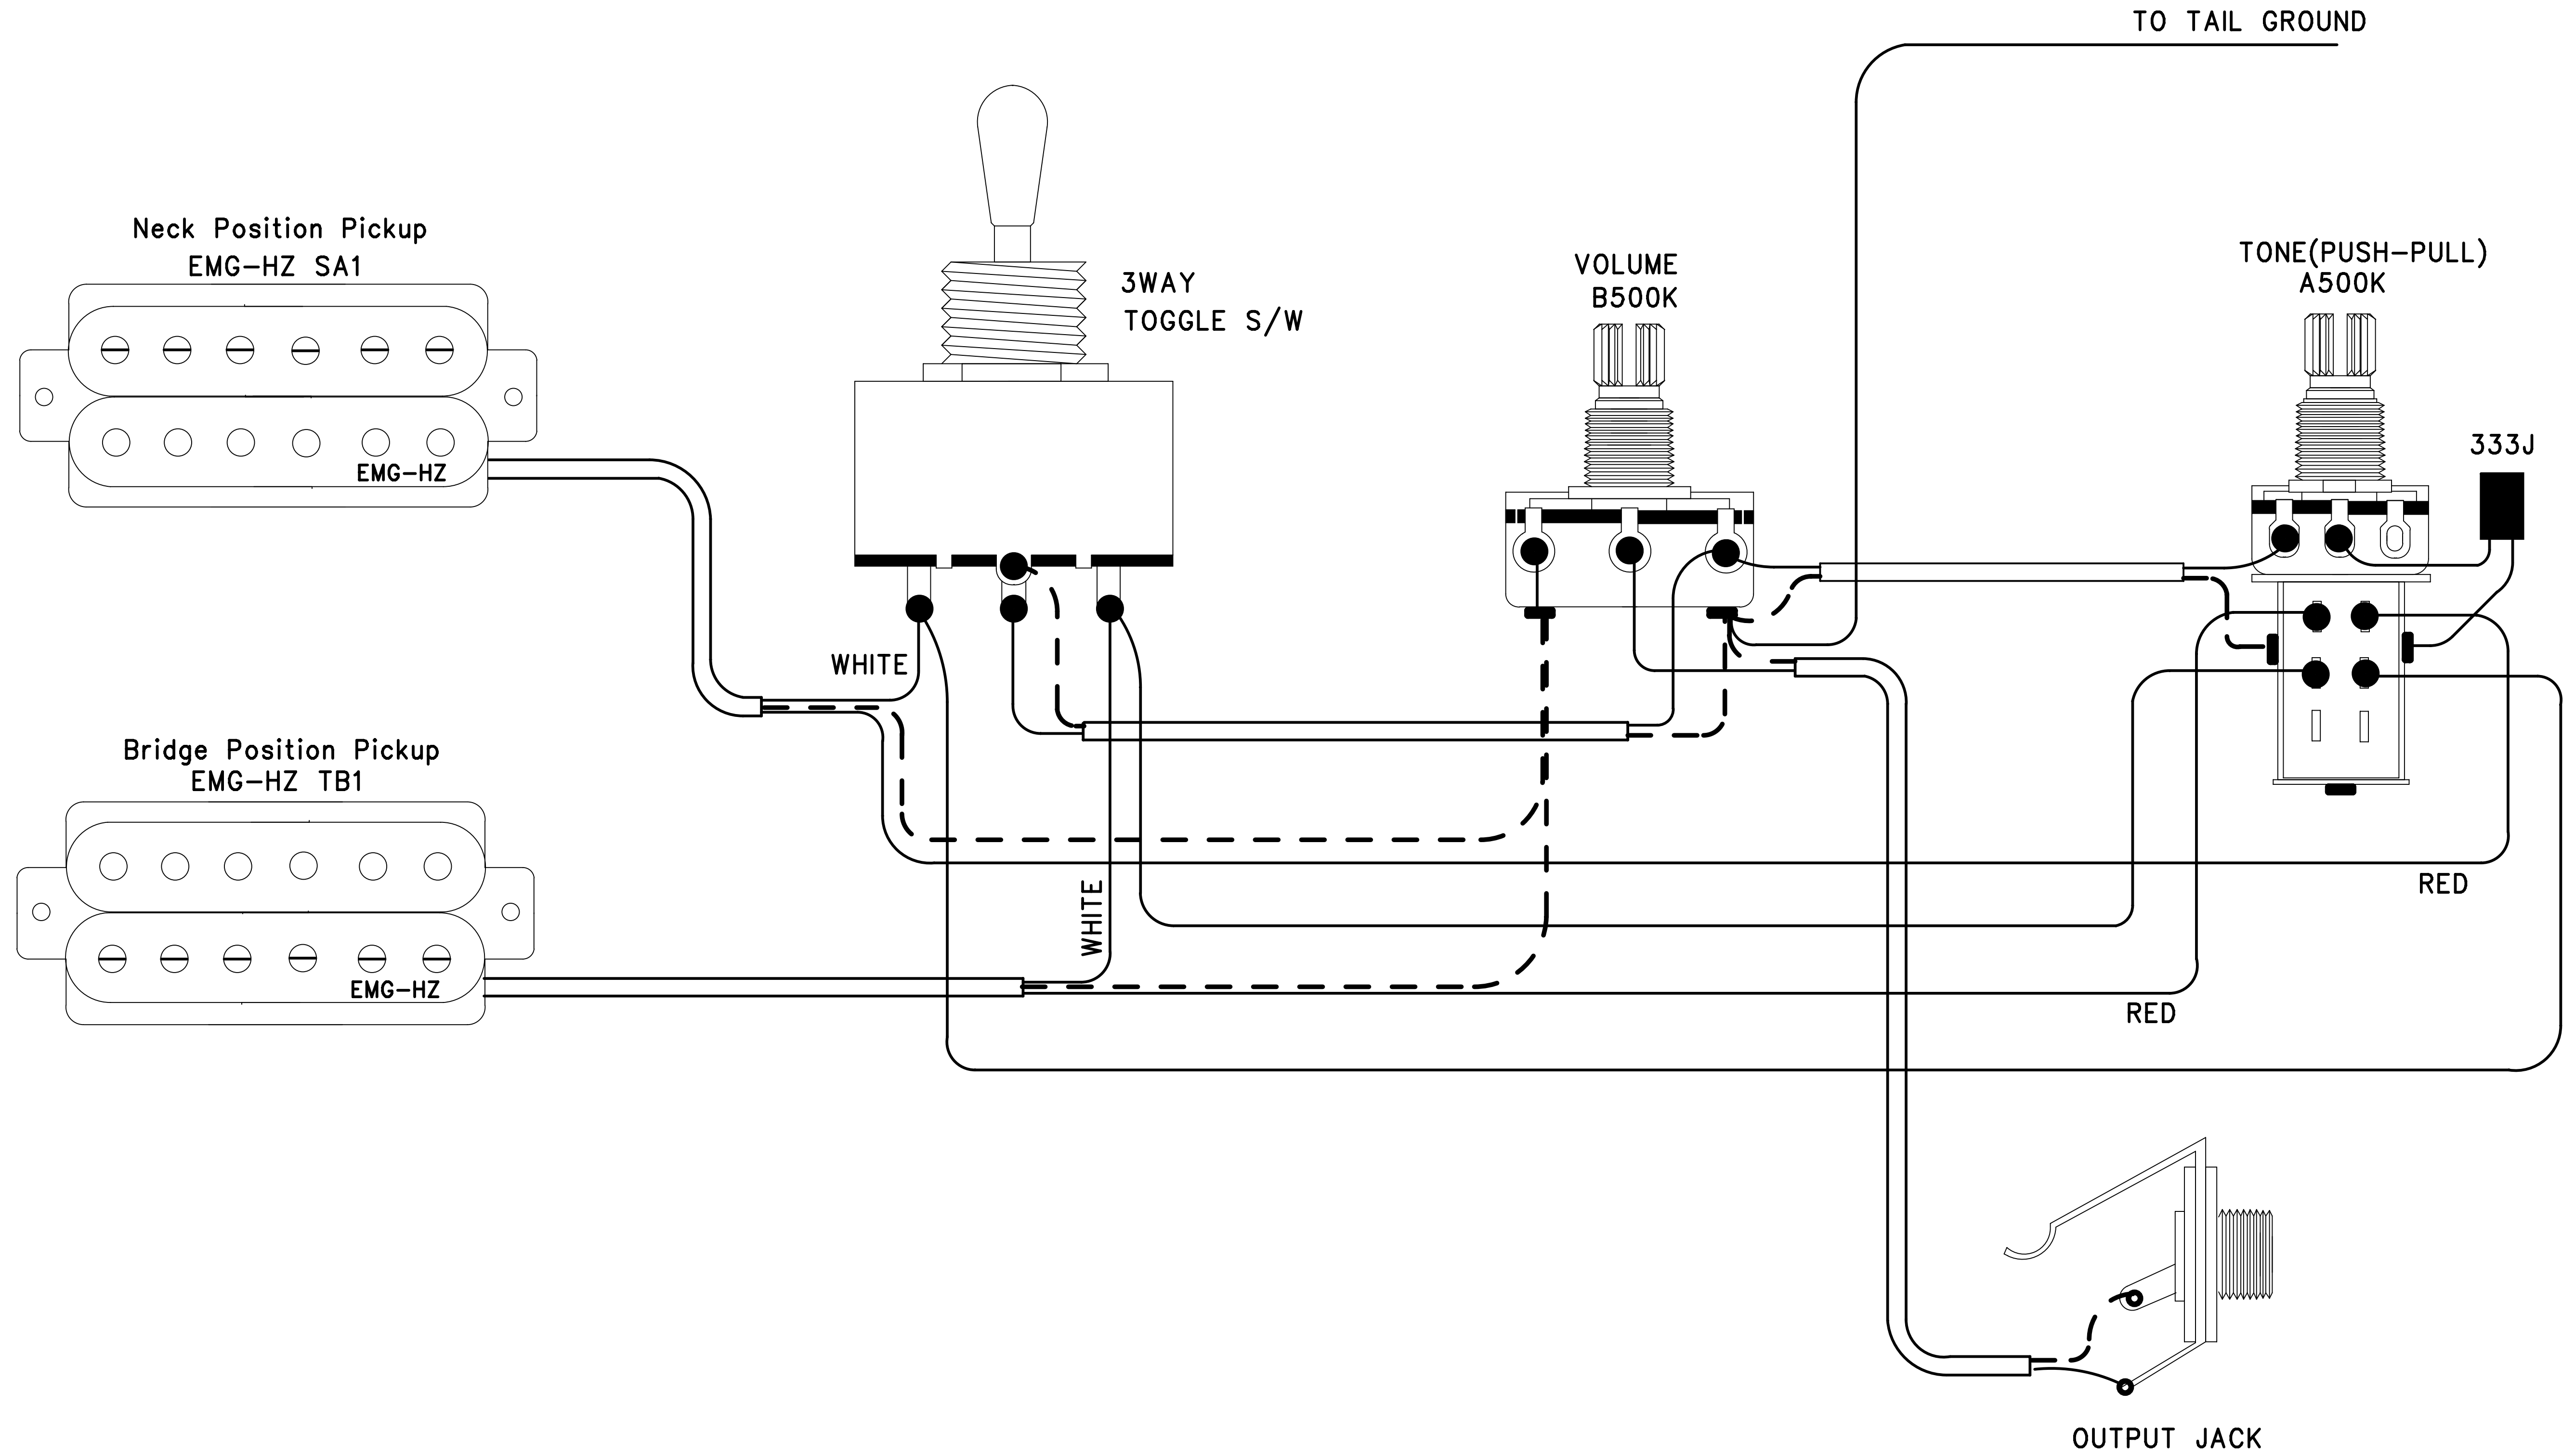 TO TAIL GROUND
Neck Position Pickup
EMG-HZ SA1
EMG-HZ
3WAY
TOGGLE S/W
VOLUME
B500K
TONE(PUSH-PULL)
A500K
333J
WHITE
Bridge Position Pickup
EMG-HZ TB1
EMG-HZ
WHITE
RED
RED
OUTPUT JACK